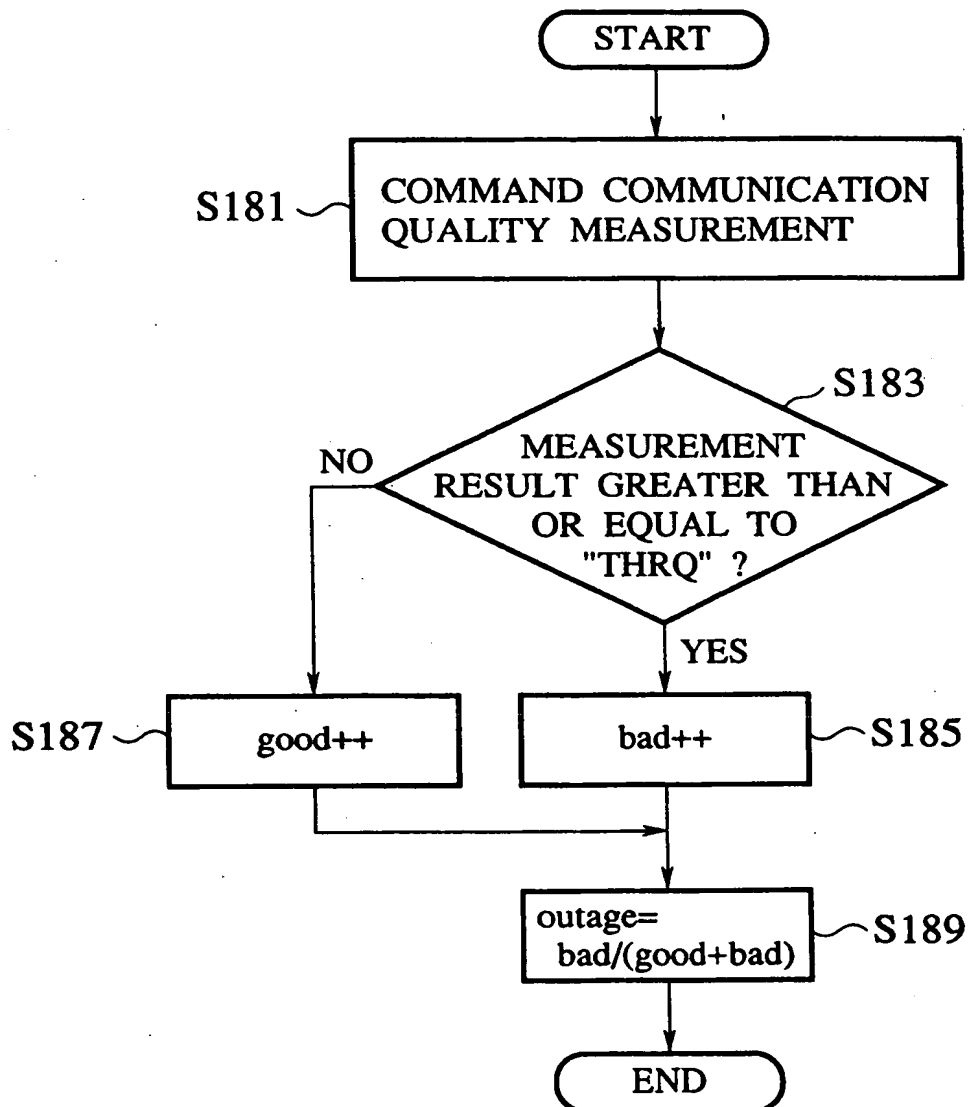 START
S181
COMMAND COMMUNICATION
QUALITY MEASUREMENT
S183
MEASUREMENT
RESULT GREATER THAN
OR EQUAL TO
"THRQ" ?
NO
YES
S187
good++
bad++
S185
outage=
bad/(good+bad)
S189
END